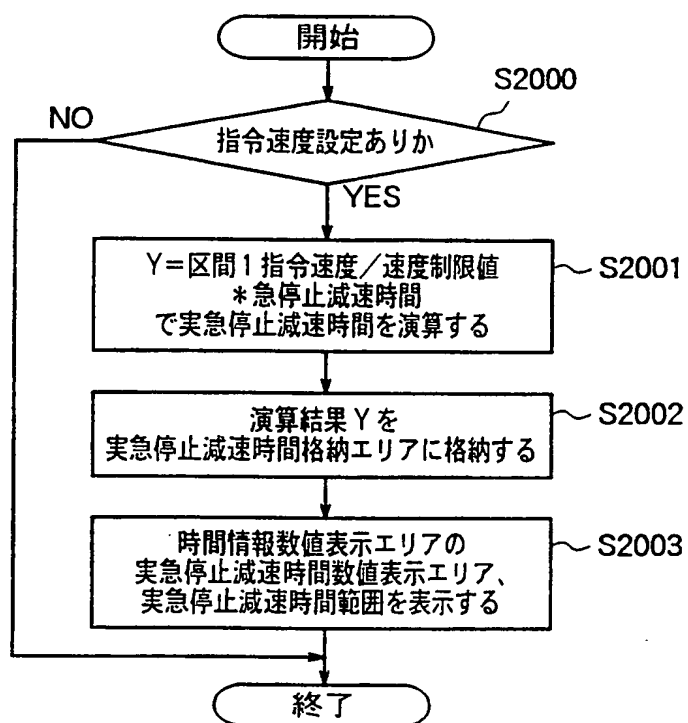 開始
S2000
NO
指令速度設定ありか
YES
Y=区間1指令速度/速度制限値
*急停止減速時間
で実急停止減速時間を演算する
S2001
演算結果Yを
実急停止減速時間格納エリアに格納する
S2002
時間情報数値表示エリアの
実急停止減速時間数値表示エリア、
実急停止減速時間範囲を表示する
S2003
終了